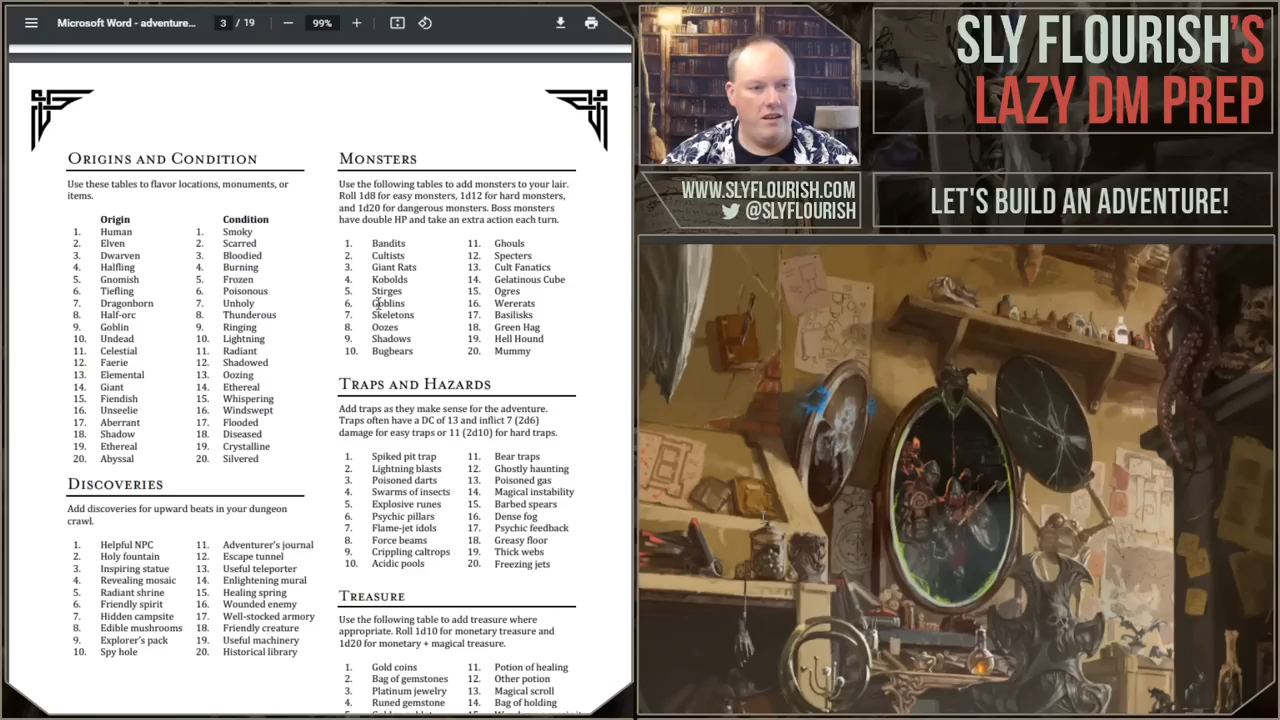 Microsoft Word - adventure...
3 / 19
99%
ORIGINS AND CONDITION
Use these tables to flavor locations, monuments, or
items.
Origin Condition
1. Human 1. Smoky
2. Elven 2. Scarred
3. Dwarven 3. Bloodied
4. Halfling 4. Burning
5. Gnomish 5. Frozen
6. Tiefling 6. Poisonous
7. Dragonborn 7. Unholy
8. Half-orc 8. Thunderous
9. Goblin 9. Ringing
10. Undead 10. Lightning
11. Celestial 11. Radiant
12. Faerie 12. Shadowed
13. Elemental 13. Oozing
14. Giant 14. Ethereal
15. Fiendish 15. Whispering
16. Unseelie 16. Windswept
17. Aberrant 17. Flooded
18. Shadow 18. Diseased
19. Ethereal 19. Crystalline
20. Abyssal 20. Silvered
DISCOVERIES
Add discoveries for upward beats in your dungeon
crawl.
1. Helpful NPC 11. Adventurer's journal
2. Holy fountain 12. Escape tunnel
3. Inspiring statue 13. Useful teleporter
4. Revealing mosaic 14. Enlightening mural
5. Radiant shrine 15. Healing spring
6. Friendly spirit 16. Wounded enemy
7. Hidden campsite 17. Well-stocked armory
8. Edible mushrooms 18. Friendly creature
9. Explorer's pack 19. Useful machinery
10. Spy hole 20. Historical library
MONSTERS
Use the following tables to add monsters to your lair.
Roll 1d8 for easy monsters, 1d12 for hard monsters,
and 1d20 for dangerous monsters. Boss monsters
have double HP and take an extra action each turn.
1. Bandits 11. Ghouls
2. Cultists 12. Specters
3. Giant Rats 13. Cult Fanatics
4. Kobolds 14. Gelatinous Cube
5. Stirges 15. Ogres
6. Goblins 16. Wererats
7. Skeletons 17. Basilisks
8. Oozes 18. Green Hag
9. Shadows 19. Hell Hound
10. Bugbears 20. Mummy
TRAPS AND HAZARDS
Add traps as they make sense for the adventure.
Traps often have a DC of 13 and inflict 7 (2d6)
damage for easy traps or 11 (2d10) for hard traps.
1. Spiked pit trap 11. Bear traps
2. Lightning blasts 12. Ghostly haunting
3. Poisoned darts 13. Poisoned gas
4. Swarms of insects 14. Magical instability
5. Explosive runes 15. Barbed spears
6. Psychic pillars 16. Dense fog
7. Flame-jet idols 17. Psychic feedback
8. Force beams 18. Greasy floor
9. Crippling caltrops 19. Thick webs
10. Acidic pools 20. Freezing jets
TREASURE
Use the following table to add treasure where
appropriate. Roll 1d10 for monetary treasure and
1d20 for monetary + magical treasure.
1. Gold coins 11. Potion of healing
2. Bag of gemstones 12. Other potion
3. Platinum jewelry 13. Magical scroll
4. Runed gemstone 14. Bag of holding
SLY FLOURISH'S
LAZY DM PREP
WWW.SLYFLOURISH.COM
@SLYFLOURISH
LET'S BUILD AN ADVENTURE!